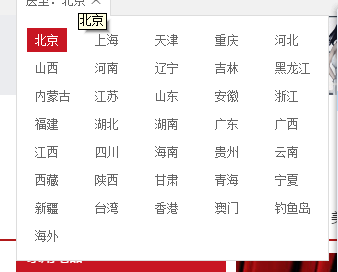 送至：北京
北京
北京 上海 天津 重庆 河北
山西 河南 辽宁 吉林 黑龙江
内蒙古 江苏 山东 安徽 浙江
福建 湖北 湖南 广东 广西
江西 四川 海南 贵州 云南
西藏 陕西 甘肃 青海 宁夏
新疆 台湾 香港 澳门 钓鱼岛
海外